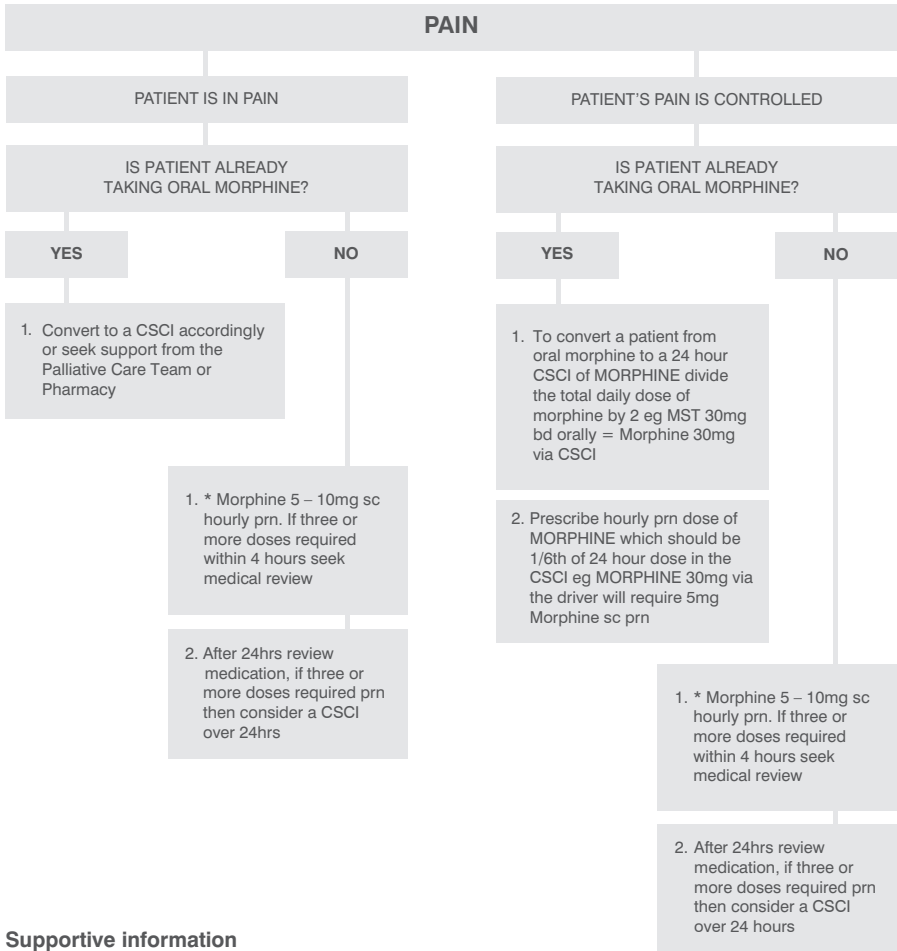 PAIN
PATIENT IS IN PAIN
IS PATIENT ALREADY
TAKING ORAL MORPHINE?
YES
NO
1. Convert to a CSCI accordingly
or seek support from the
Palliative Care Team or
Pharmacy
1. * Morphine 5 – 10mg sc
hourly prn. If three or
more doses required
within 4 hours seek
medical review
2. After 24hrs review
medication, if three or
more doses required prn
then consider a CSCI
over 24hrs
PATIENT'S PAIN IS CONTROLLED
IS PATIENT ALREADY
TAKING ORAL MORPHINE?
YES
NO
1. To convert a patient from
oral morphine to a 24 hour
CSCI of MORPHINE divide
the total daily dose of
morphine by 2 eg MST 30mg
bd orally = Morphine 30mg
via CSCI
2. Prescribe hourly prn dose of
MORPHINE which should be
1/6th of 24 hour dose in the
CSCI eg MORPHINE 30mg via
the driver will require 5mg
Morphine sc prn
1. * Morphine 5 – 10mg sc
hourly prn. If three or
more doses required
within 4 hours seek
medical review
2. After 24hrs review
medication, if three or
more doses required prn
then consider a CSCI
over 24 hours
Supportive information